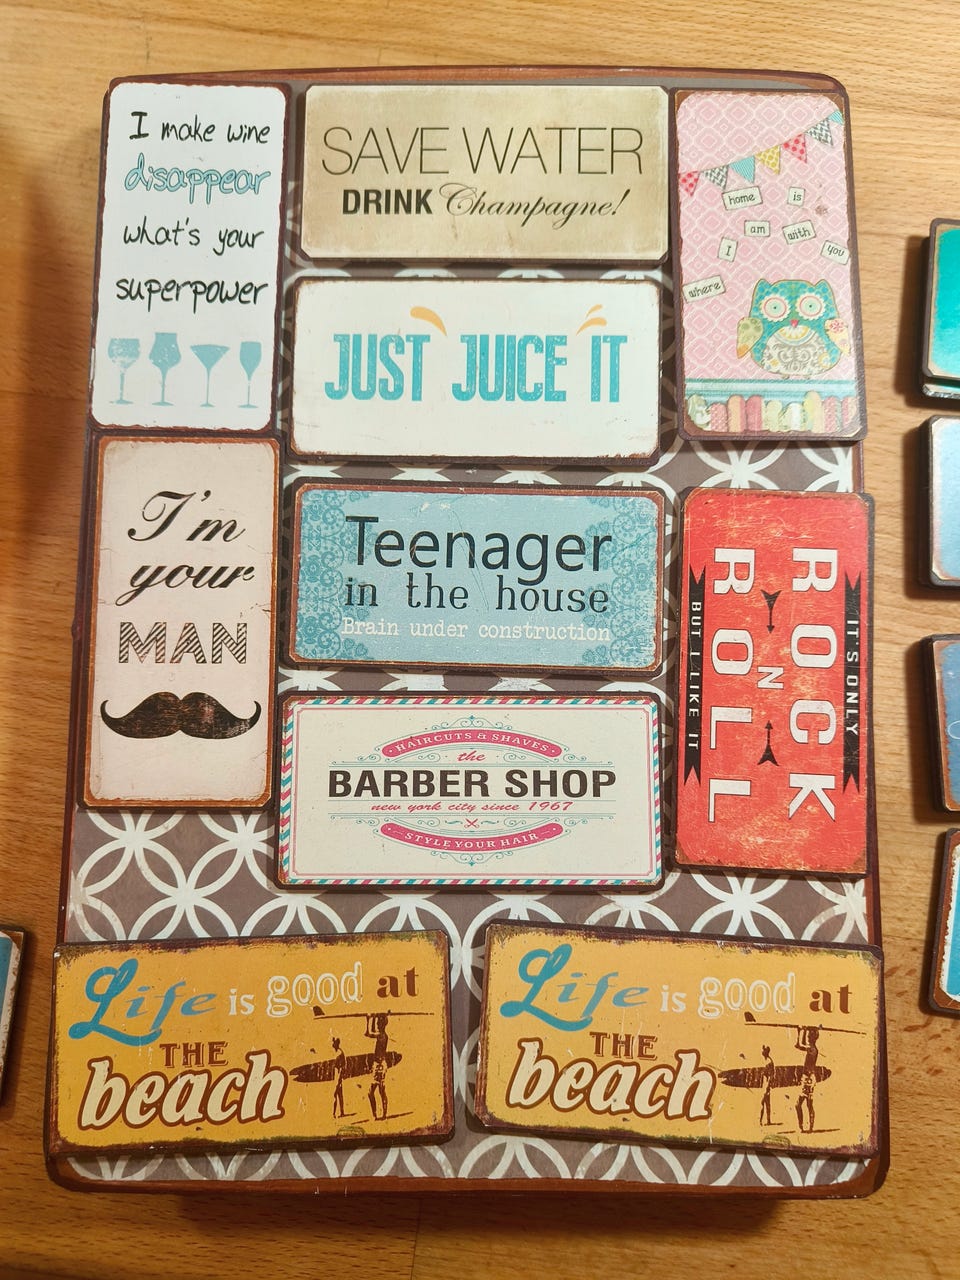 I make wine
disappear
what's your
superpower
SAVE WATER
DRINK Champagne!
home is
I am with you
where
JUST JUICE IT
I'm
your
MAN
Teenager
in the house
Brain under construction
IT'S ONLY
ROCK
N
ROLL
BUT I LIKE IT
HAIRCUTS & SHAVES
the
BARBER SHOP
new york city since 1967
STYLE YOUR HAIR
Life is good at
THE
beach
Life is good at
THE
beach